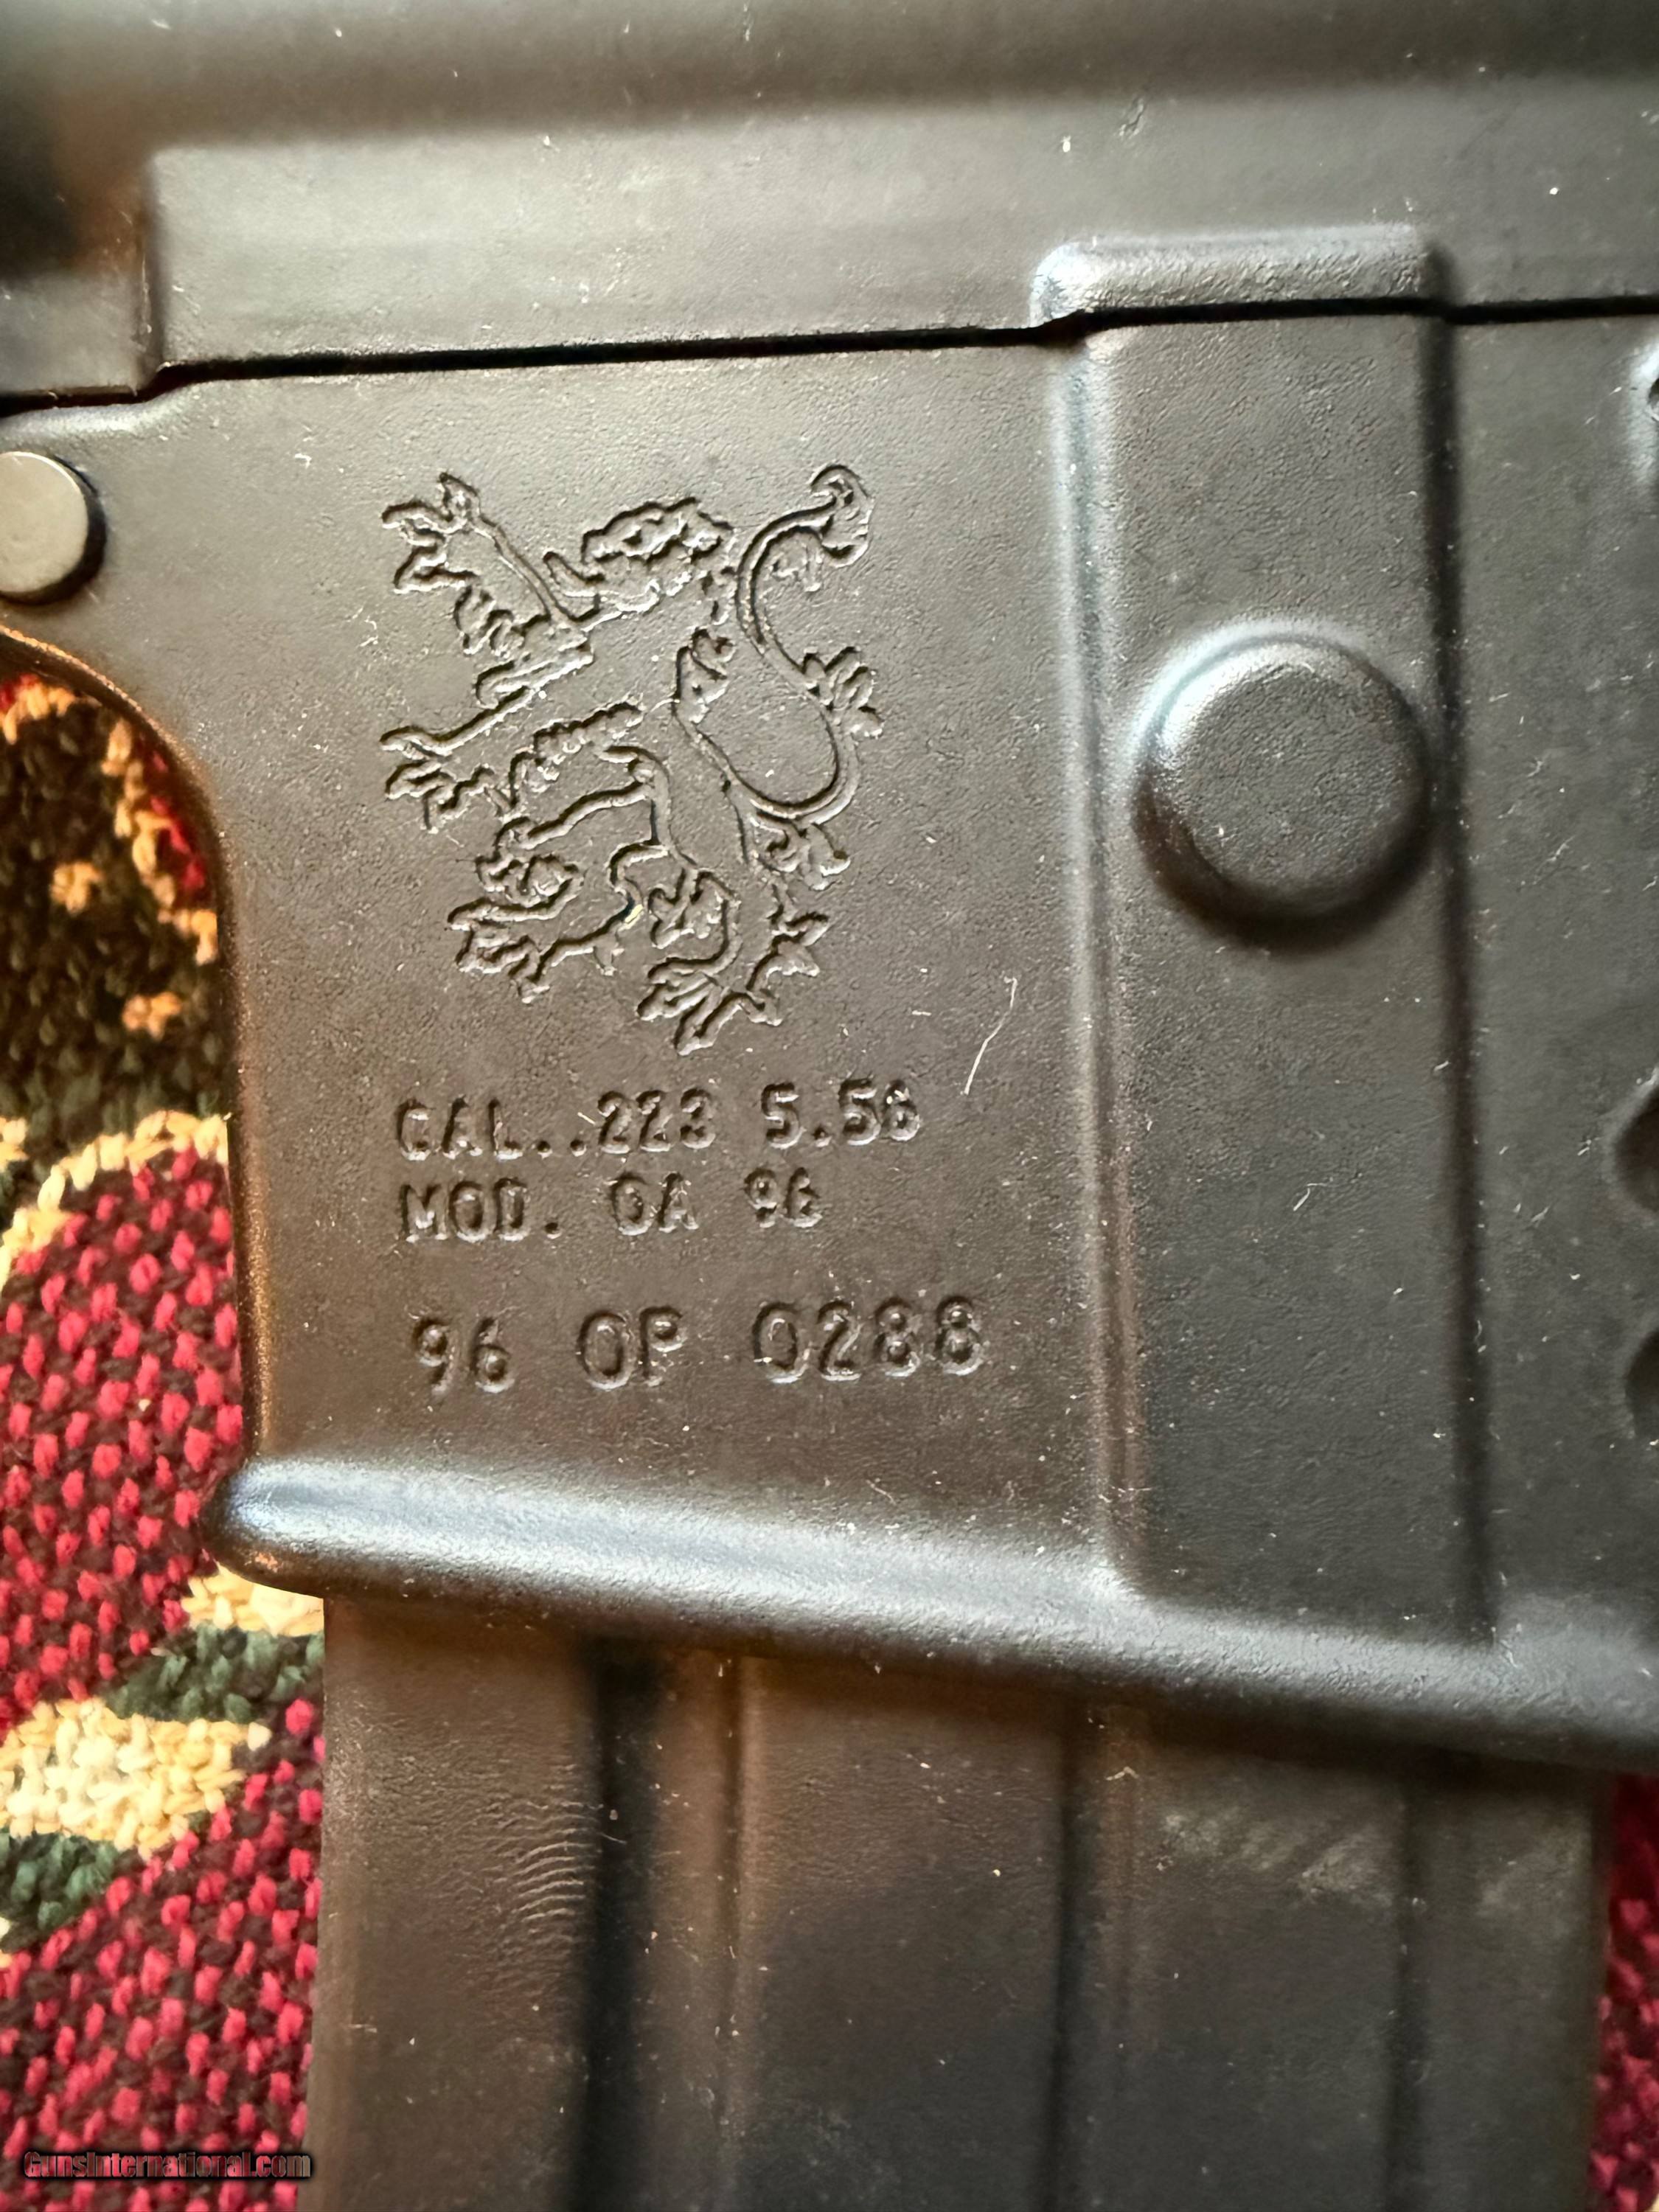 CAL..223 5.56
MOD. OA 96
96 OP 0288
GunsInternational.com